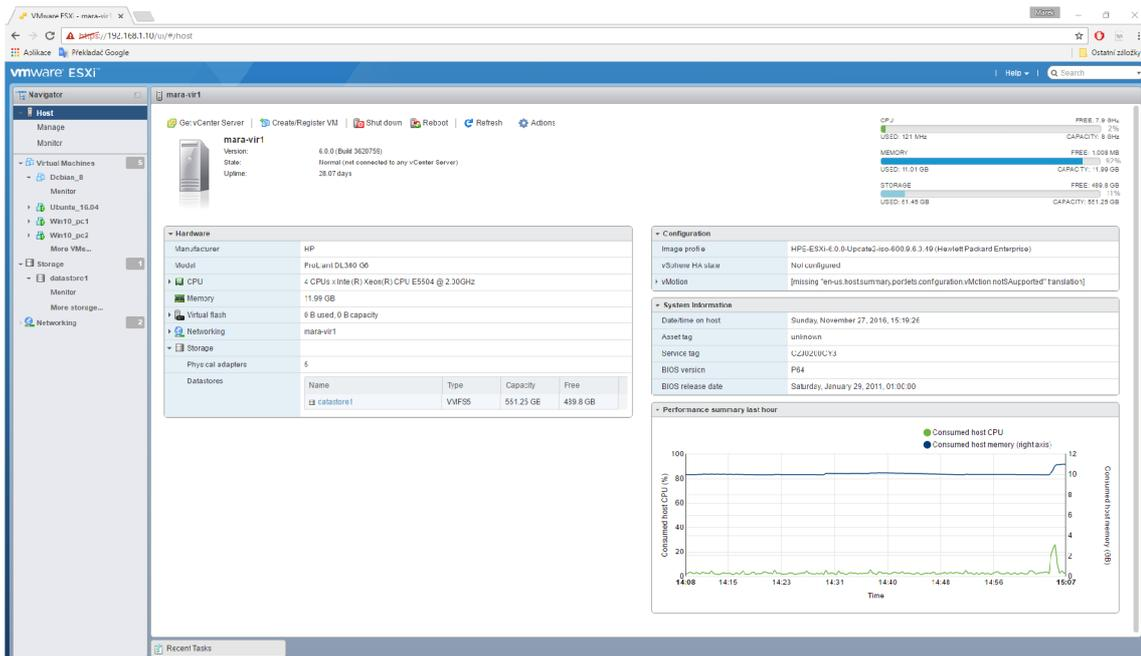 VMware ESXi - mara-vir1
Marek
https://192.168.1.10/ui/#/host
Aplikace Překladač Google
Ostatní záložky
vmware ESXi
Help
Search
Navigator
mara-vir1
Host
Manage
Monitor
Virtual Machines 5
Debian_8
Monitor
Ubuntu_16.04
Win10_pc1
Win10_pc2
More VMs...
Storage 1
datastore1
Monitor
More storage...
Networking 2
Get vCenter Server Create/Register VM Shut down Reboot Refresh Actions
mara-vir1
Version: 6.0.0 (Build 3620759)
State: Normal (not connected to any vCenter Server)
Uptime: 28.07 days
CPU FREE: 7.9 GHz
2%
USED: 121 MHz CAPACITY: 8 GHz
MEMORY FREE: 1,008 MB
92%
USED: 11.01 GB CAPACITY: 11.99 GB
STORAGE FREE: 489.8 GB
11%
USED: 61.45 GB CAPACITY: 551.25 GB
Hardware
Manufacturer HP
Model ProLiant DL360 G6
CPU 4 CPUs x Intel(R) Xeon(R) CPU E5504 @ 2.00GHz
Memory 11.99 GB
Virtual flash 0 B used, 0 B capacity
Networking mara-vir1
Storage
Physical adapters 5
Datastores
Name Type Capacity Free
datastore1 VMFS5 551.25 GB 489.8 GB
Configuration
Image profile HPE-ESXi-6.0.0-Update2-iso-600.9.6.3.49 (Hewlett Packard Enterprise)
vSphere HA state Not configured
vMotion [missing "en-us.host.summary.portlets.configuration.vMotion.notSAupported" translation]
System Information
Date/time on host Sunday, November 27, 2016, 15:19:26
Asset tag unknown
Service tag
BIOS version P64
BIOS release date Saturday, January 29, 2011, 01:00:00
Performance summary last hour
Consumed host CPU
Consumed host memory (right axis)
Consumed host CPU (%)
100
80
60
40
20
0
12
10
8
6
4
2
0
Consumed host memory (GB)
14:08 14:15 14:23 14:31 14:40 14:48 14:56 15:07
Time
Recent Tasks